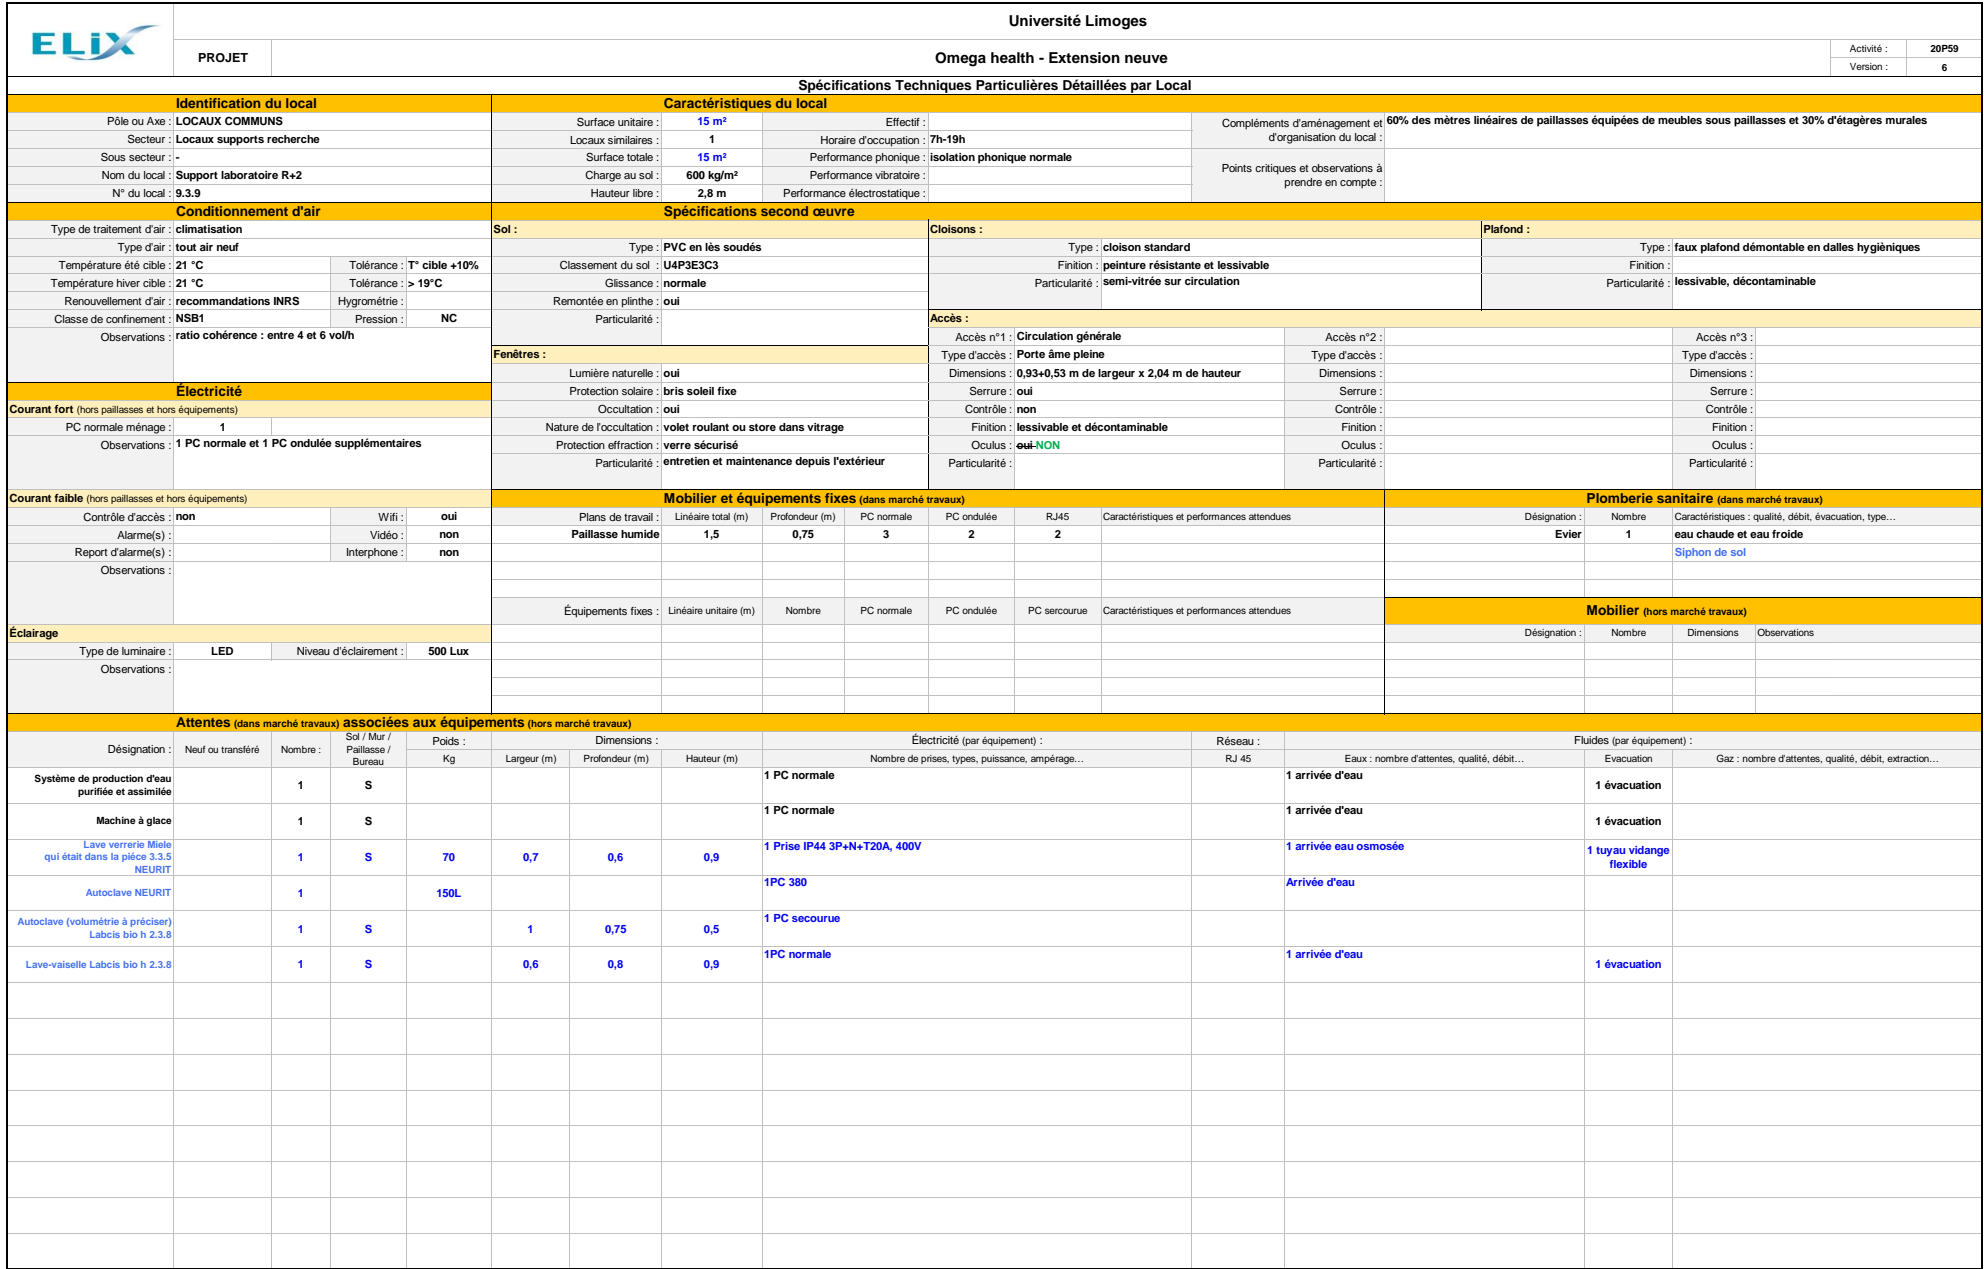 ELiX
Université Limoges
PROJET
Omega health - Extension neuve
Activité : 20P59
Version : 6
Spécifications Techniques Particulières Détaillées par Local
Identification du local
Pôle ou Axe : LOCAUX COMMUNS
Secteur : Locaux supports recherche
Sous secteur : -
Nom du local : Support laboratoire R+2
N° du local : 9.3.9
Caractéristiques du local
Surface unitaire : 15 m² Effectif :
Locaux similaires : 1 Horaire d'occupation : 7h-19h
Surface totale : 15 m² Performance phonique : isolation phonique normale
Charge au sol : 600 kg/m² Performance vibratoire :
Hauteur libre : 2,8 m Performance électrostatique :
Compléments d'aménagement et d'organisation du local : 60% des mètres linéaires de paillasses équipées de meubles sous paillasses et 30% d'étagères murales
Points critiques et observations à prendre en compte :
Conditionnement d'air
Type de traitement d'air : climatisation
Type d'air : tout air neuf
Température été cible : 21 °C Tolérance : T° cible +10%
Température hiver cible : 21 °C Tolérance : > 19°C
Renouvellement d'air : recommandations INRS Hygrométrie :
Classe de confinement : NSB1 Pression : NC
Observations : ratio cohérence : entre 4 et 6 vol/h
Spécifications second œuvre
Sol :
Type : PVC en lès soudés
Classement du sol : U4P3E3C3
Glissance : normale
Remontée en plinthe : oui
Particularité :
Cloisons :
Type : cloison standard
Finition : peinture résistante et lessivable
Particularité : semi-vitrée sur circulation
Plafond :
Type : faux plafond démontable en dalles hygièniques
Finition :
Particularité : lessivable, décontaminable
Fenêtres :
Lumière naturelle : oui
Protection solaire : bris soleil fixe
Occultation : oui
Nature de l'occultation : volet roulant ou store dans vitrage
Protection effraction : verre sécurisé
Particularité : entretien et maintenance depuis l'extérieur
Accès :
Accès n°1 : Circulation générale Accès n°2 : Accès n°3 :
Type d'accès : Porte âme pleine Type d'accès : Type d'accès :
Dimensions : 0,93+0,53 m de largeur x 2,04 m de hauteur Dimensions : Dimensions :
Serrure : oui Serrure : Serrure :
Contrôle : non Contrôle : Contrôle :
Finition : lessivable et décontaminable Finition : Finition :
Oculus : oui NON Oculus : Oculus :
Particularité : Particularité : Particularité :
Électricité
Courant fort (hors paillasses et hors équipements)
PC normale ménage : 1
Observations : 1 PC normale et 1 PC ondulée supplémentaires
Courant faible (hors paillasses et hors équipements)
Contrôle d'accès : non Wifi : oui
Alarme(s) : Vidéo : non
Report d'alarme(s) : Interphone : non
Observations :
Éclairage
Type de luminaire : LED Niveau d'éclairement : 500 Lux
Observations :
Mobilier et équipements fixes (dans marché travaux)
Plans de travail : Linéaire total (m) Profondeur (m) PC normale PC ondulée RJ45 Caractéristiques et performances attendues
Paillasse humide 1,5 0,75 3 2 2
Équipements fixes : Linéaire unitaire (m) Nombre PC normale PC ondulée PC sercourue Caractéristiques et performances attendues
Plomberie sanitaire (dans marché travaux)
Désignation : Nombre Caractéristiques : qualité, débit, évacuation, type…
Evier 1 eau chaude et eau froide
Siphon de sol
Mobilier (hors marché travaux)
Désignation : Nombre Dimensions Observations
Attentes (dans marché travaux) associées aux équipements (hors marché travaux)
Désignation : Neuf ou transféré Nombre : Sol / Mur / Paillasse / Bureau Poids : Dimensions : Électricité (par équipement) : Réseau : Fluides (par équipement) :
Kg Largeur (m) Profondeur (m) Hauteur (m) Nombre de prises, types, puissance, ampérage… RJ 45 Eaux : nombre d'attentes, qualité, débit… Evacuation Gaz : nombre d'attentes, qualité, débit, extraction…
Système de production d'eau purifiée et assimilée 1 S 1 PC normale 1 arrivée d'eau 1 évacuation
Machine à glace 1 S 1 PC normale 1 arrivée d'eau 1 évacuation
Lave verrerie Miele qui était dans la piéce 3.3.5 NEURIT 1 S 70 0,7 0,6 0,9 1 Prise IP44 3P+N+T20A, 400V 1 arrivée eau osmosée 1 tuyau vidange flexible
Autoclave NEURIT 1 150L 1PC 380 Arrivée d'eau
Autoclave (volumétrie à préciser) Labcis bio h 2.3.8 1 S 1 0,75 0,5 1 PC secourue
Lave-vaiselle Labcis bio h 2.3.8 1 S 0,6 0,8 0,9 1PC normale 1 arrivée d'eau 1 évacuation